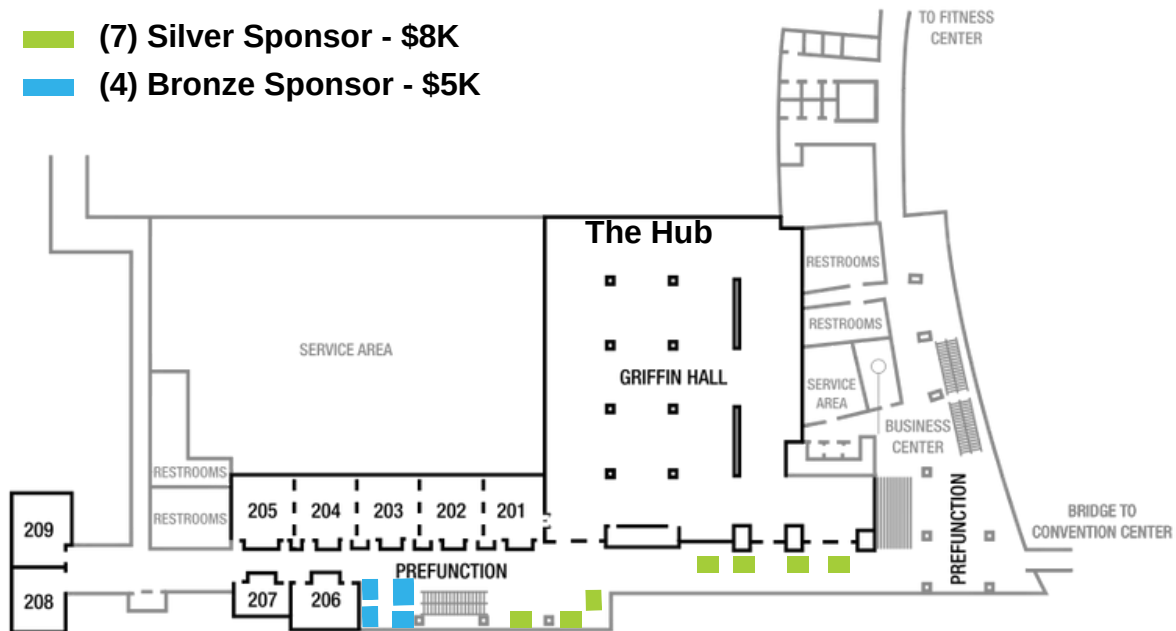 (7) Silver Sponsor - $8K
(4) Bronze Sponsor - $5K
TO FITNESS
CENTER
The Hub
RESTROOMS
RESTROOMS
SERVICE AREA
GRIFFIN HALL
SERVICE
AREA
BUSINESS
CENTER
RESTROOMS
RESTROOMS
205
204
203
202
201
209
208
207
206
PREFUNCTION
PREFUNCTION
BRIDGE TO
CONVENTION CENTER